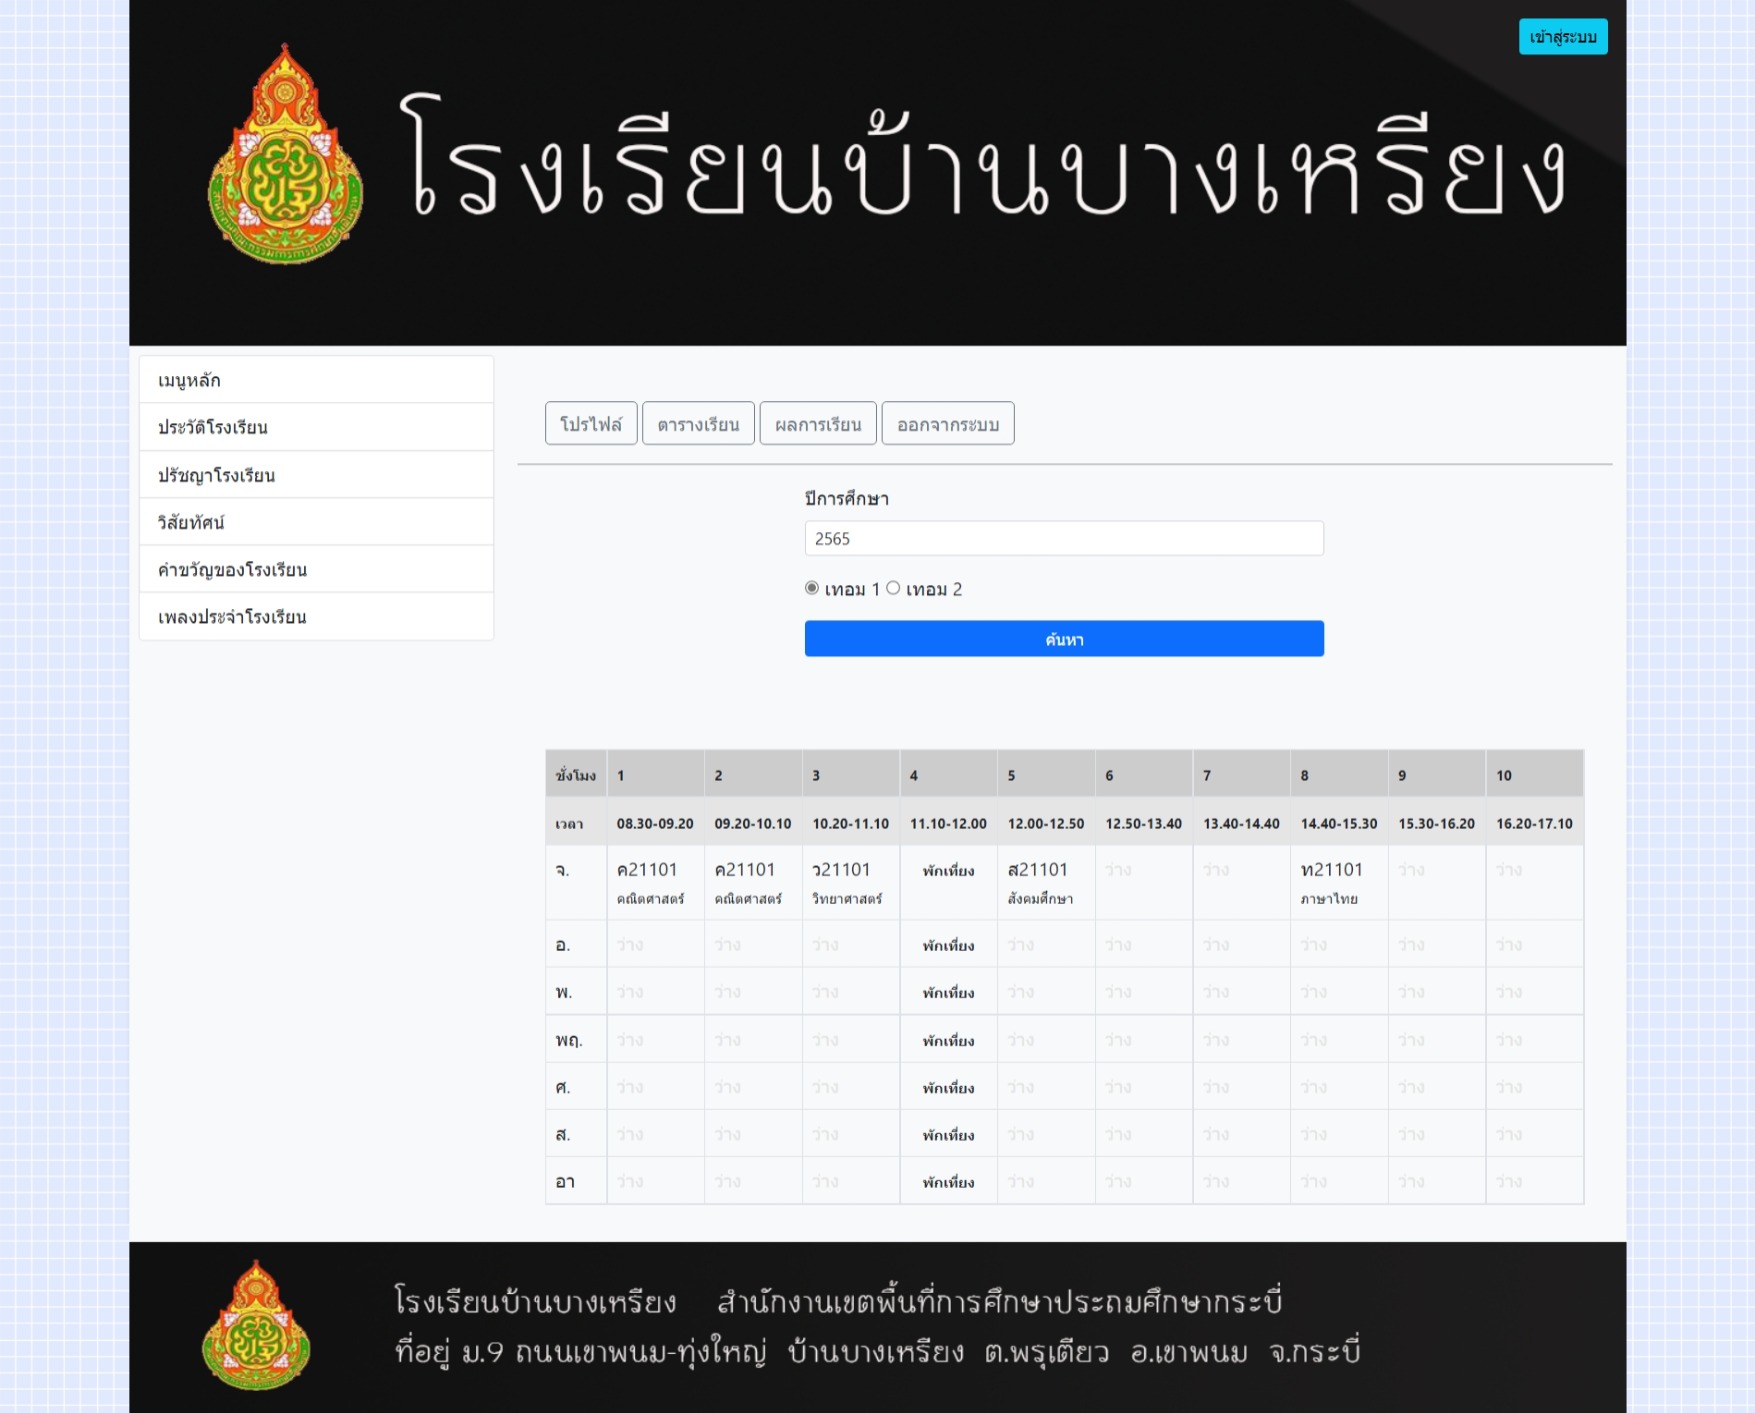 เข้าสู่ระบบ
โรงเรียนบ้านบางเหรียง
เมนูหลัก
ประวัติโรงเรียน
ปรัชญาโรงเรียน
วิสัยทัศน์
คำขวัญของโรงเรียน
เพลงประจำโรงเรียน
โปรไฟล์ ตารางเรียน ผลการเรียน ออกจากระบบ
ปีการศึกษา
2565
เทอม 1 เทอม 2
ค้นหา
ชั่งโมง 1 2 3 4 5 6 7 8 9 10
เวตา 08.30-09.20 09.20-10.10 10.20-11.10 11.10-12.00 12.00-12.50 12.50-13.40 13.40-14.40 14.40-15.30 15.30-16.20 16.20-17.10
จ. ค21101 ค21101 ว21101 พักเที่ยง ส21101 ว่าง ว่าง ท21101 ว่าง ว่าง
คณิตศาสตร์ คณิตศาสตร์ วิทยาศาสตร์ สังคมศึกษา ภาษาไทย
อ. ว่าง ว่าง ว่าง พักเที่ยง ว่าง ว่าง ว่าง ว่าง ว่าง ว่าง
พ. ว่าง ว่าง ว่าง พักเที่ยง ว่าง ว่าง ว่าง ว่าง ว่าง ว่าง
พฤ. ว่าง ว่าง ว่าง พักเที่ยง ว่าง ว่าง ว่าง ว่าง ว่าง ว่าง
ศ. ว่าง ว่าง ว่าง พักเที่ยง ว่าง ว่าง ว่าง ว่าง ว่าง ว่าง
ส. ว่าง ว่าง ว่าง พักเที่ยง ว่าง ว่าง ว่าง ว่าง ว่าง ว่าง
อา ว่าง ว่าง ว่าง พักเที่ยง ว่าง ว่าง ว่าง ว่าง ว่าง ว่าง
โรงเรียนบ้านบางเหรียง สำนักงานเขตพื้นที่การศึกษาประถมศึกษากระบี่
ที่อยู่ ม.9 ถนนเขาพนม-ทุ่งใหญ่ บ้านบางเหรียง ต.พรุเตียว อ.เขาพนม จ.กระบี่